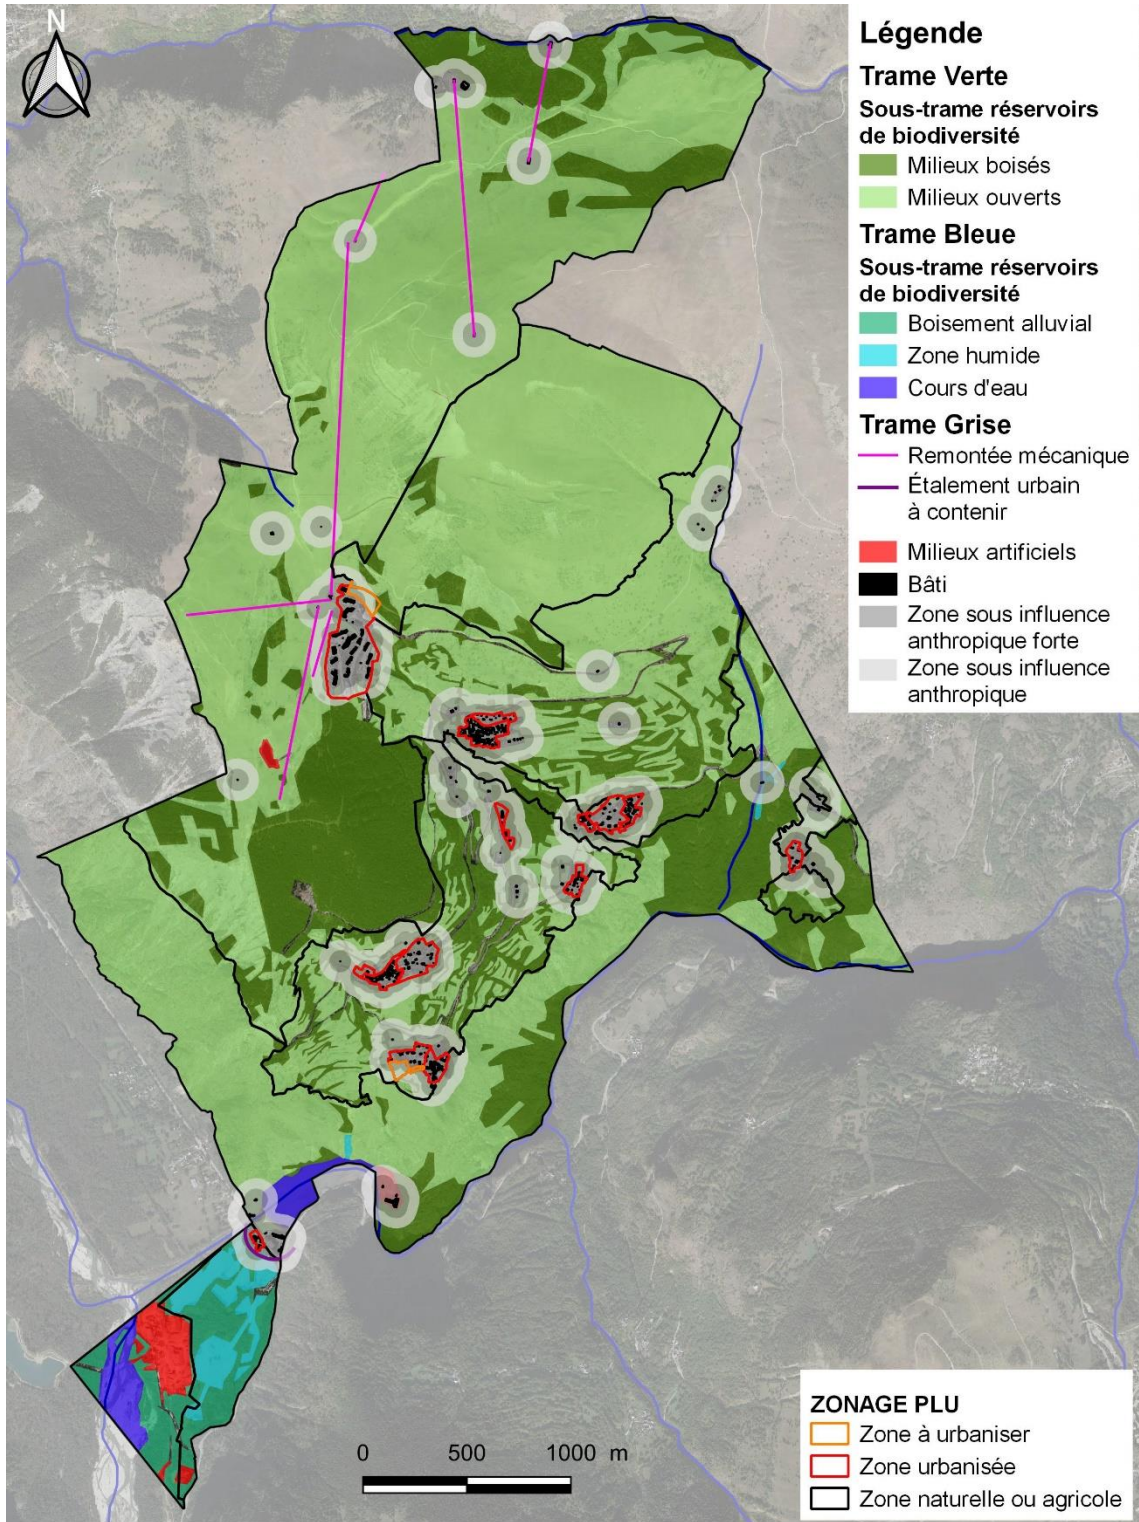 N
Légende
Trame Verte
Sous-trame réservoirs
de biodiversité
Milieux boisés
Milieux ouverts
Trame Bleue
Sous-trame réservoirs
de biodiversité
Boisement alluvial
Zone humide
Cours d'eau
Trame Grise
Remontée mécanique
Étalement urbain
à contenir
Milieux artificiels
Bâti
Zone sous influence
anthropique forte
Zone sous influence
anthropique
ZONAGE PLU
Zone à urbaniser
Zone urbanisée
Zone naturelle ou agricole
0 500 1000 m